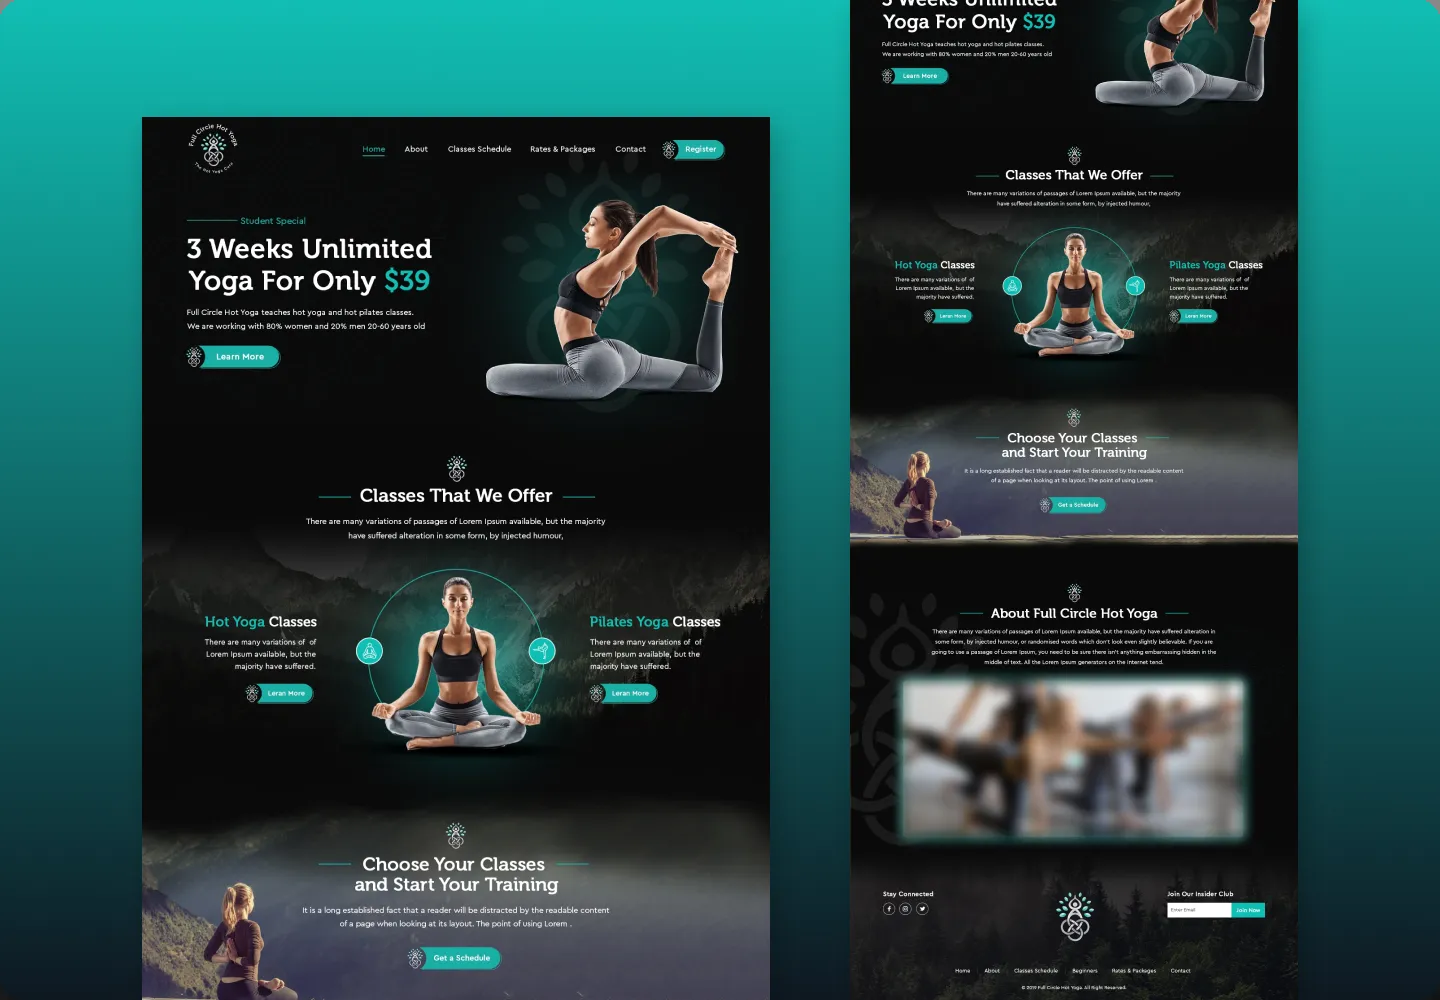 Full Circle Hot Yoga
The Hot Yoga Cure
Home
About
Classes Schedule
Rates & Packages
Contact
Register
Student Special
3 Weeks Unlimited
Yoga For Only $39
Full Circle Hot Yoga teaches hot yoga and hot pilates classes.
We are working with 80% women and 20% men 20-60 years old
Learn More
Classes That We Offer
There are many variations of passages of Lorem Ipsum available, but the majority
have suffered alteration in some form, by injected humour,
Hot Yoga Classes
There are many variations of of
Lorem Ipsum available, but the
majority have suffered.
Leran More
Pilates Yoga Classes
There are many variations of of
Lorem Ipsum available, but the
majority have suffered.
Leran More
Choose Your Classes
and Start Your Training
It is a long established fact that a reader will be distracted by the readable content
of a page when looking at its layout. The point of using Lorem .
Get a Schedule
3 Weeks Unlimited
Yoga For Only $39
Full Circle Hot Yoga teaches hot yoga and hot pilates classes.
We are working with 80% women and 20% men 20-60 years old
Learn More
Classes That We Offer
There are many variations of passages of Lorem Ipsum available, but the majority
have suffered alteration in some form, by injected humour,
Hot Yoga Classes
There are many variations of of
Lorem Ipsum available, but the
majority have suffered.
Leran More
Pilates Yoga Classes
There are many variations of of
Lorem Ipsum available, but the
majority have suffered.
Leran More
Choose Your Classes
and Start Your Training
It is a long established fact that a reader will be distracted by the readable content
of a page when looking at its layout. The point of using Lorem .
Get a Schedule
About Full Circle Hot Yoga
There are many variations of passages of Lorem Ipsum available, but the majority have suffered alteration in
some form, by injected humour, or randomised words which don't look even slightly believable. If you are
going to use a passage of Lorem Ipsum, you need to be sure there isn't anything embarrassing hidden in the
middle of text. All the Lorem Ipsum generators on the Internet tend.
Stay Connected
Join Our Insider Club
Enter Email
Join Now
Home
About
Classes Schedule
Beginners
Rates & Packages
Contact
© 2019 Full Circle Hot Yoga. All Right Reserved.